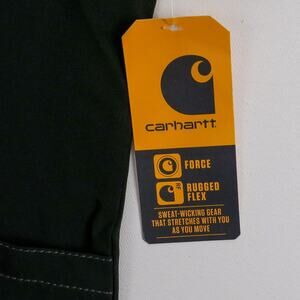 carhartt
FORCE
RUGGED
FLEX
SWEAT-WICKING GEAR
THAT STRETCHES WITH YOU
AS YOU MOVE